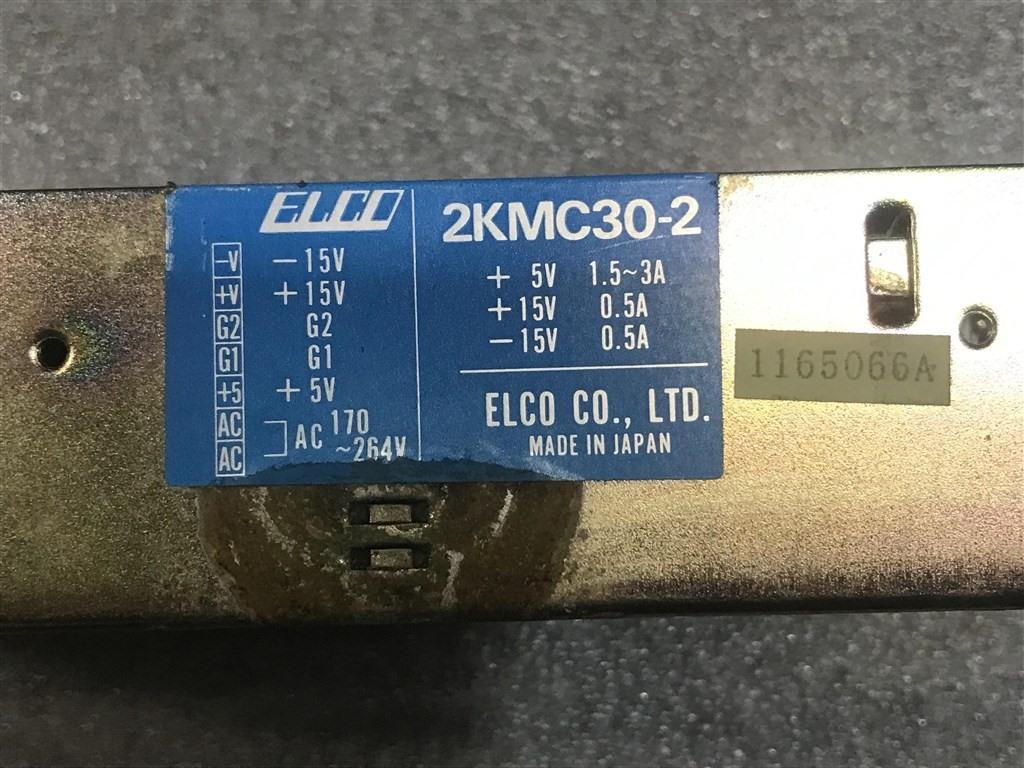 ELCO
-V -15V
+V +15V
G2 G2
G1 G1
+5 +5V
AC AC 170
AC ~264V
2KMC30-2
+ 5V 1.5~3A
+15V 0.5A
-15V 0.5A
ELCO CO., LTD.
MADE IN JAPAN
1165066A